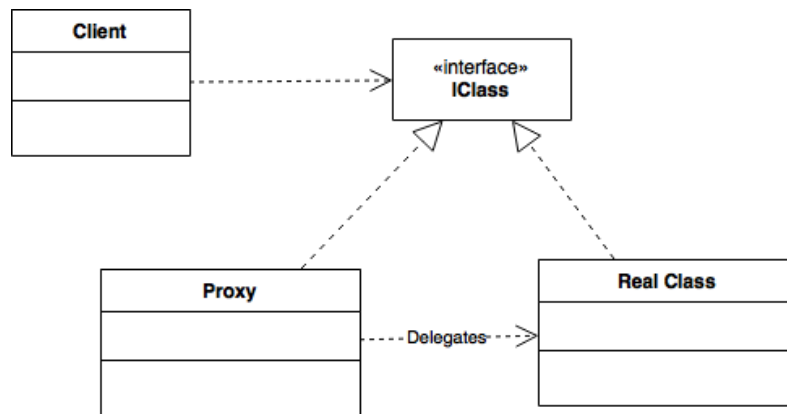 Client
«interface»
IClass
Proxy
Real Class
Delegates